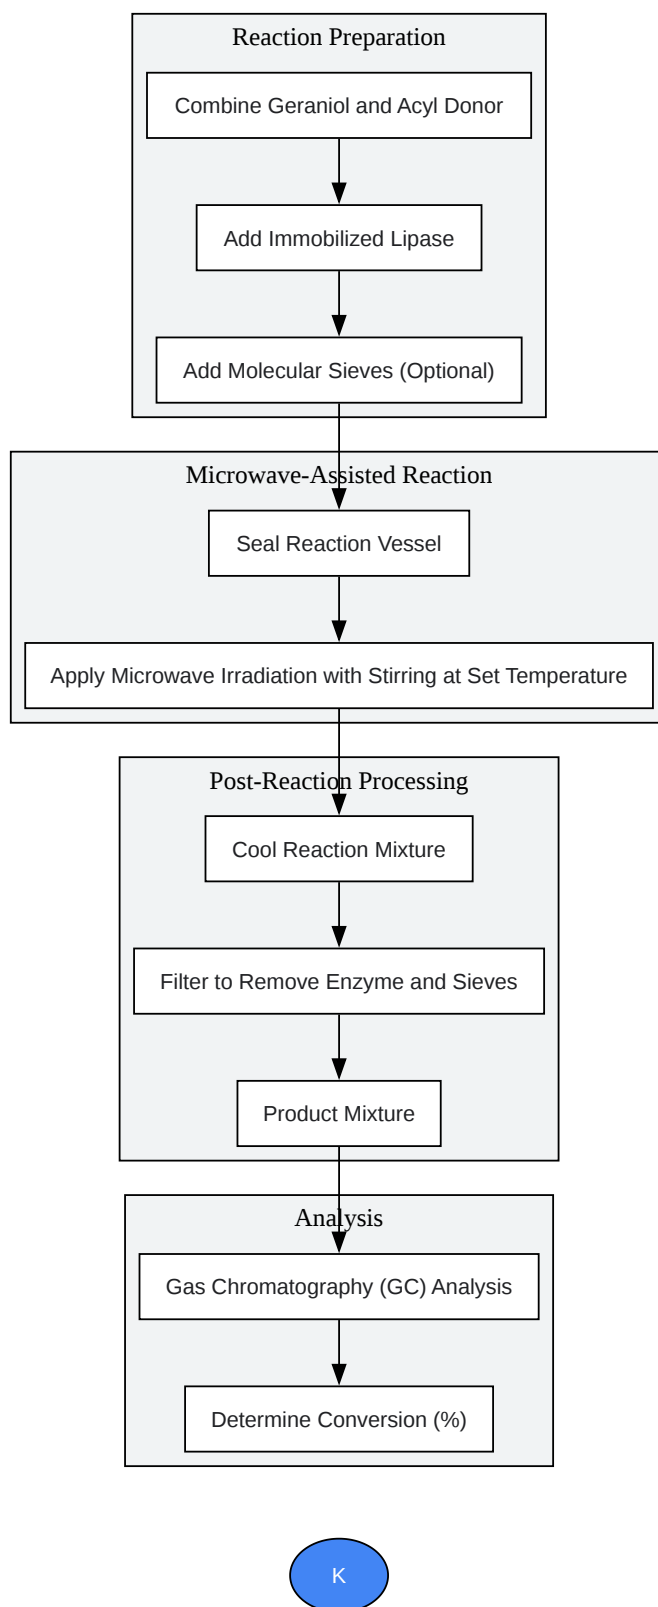 Reaction Preparation
Combine Geraniol and Acyl Donor
Add Immobilized Lipase
Add Molecular Sieves (Optional)
Microwave-Assisted Reaction
Seal Reaction Vessel
Apply Microwave Irradiation with Stirring at Set Temperature
Post-Reaction Processing
Cool Reaction Mixture
Filter to Remove Enzyme and Sieves
Product Mixture
Analysis
Gas Chromatography (GC) Analysis
Determine Conversion (%)
K